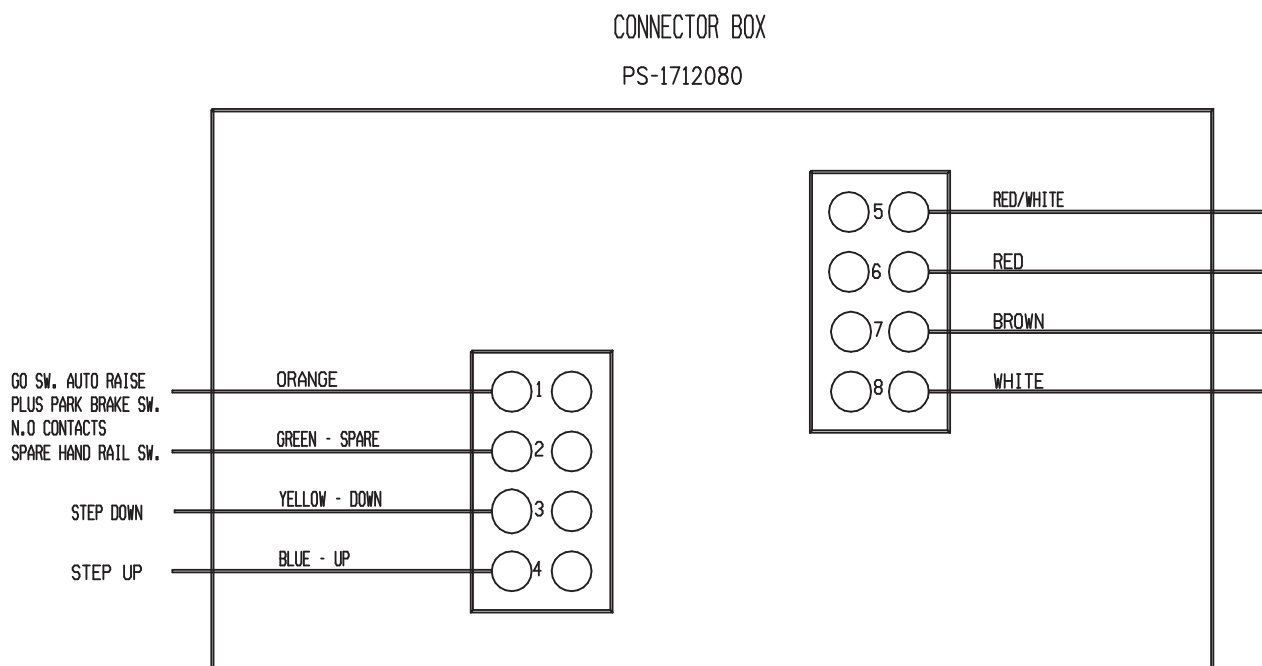 CONNECTOR BOX
PS-1712080
5 RED/WHITE
6 RED
7 BROWN
8 WHITE
GO SW. AUTO RAISE
PLUS PARK BRAKE SW.
N.O CONTACTS
SPARE HAND RAIL SW.
ORANGE 1
GREEN - SPARE 2
STEP DOWN YELLOW - DOWN 3
STEP UP BLUE - UP 4